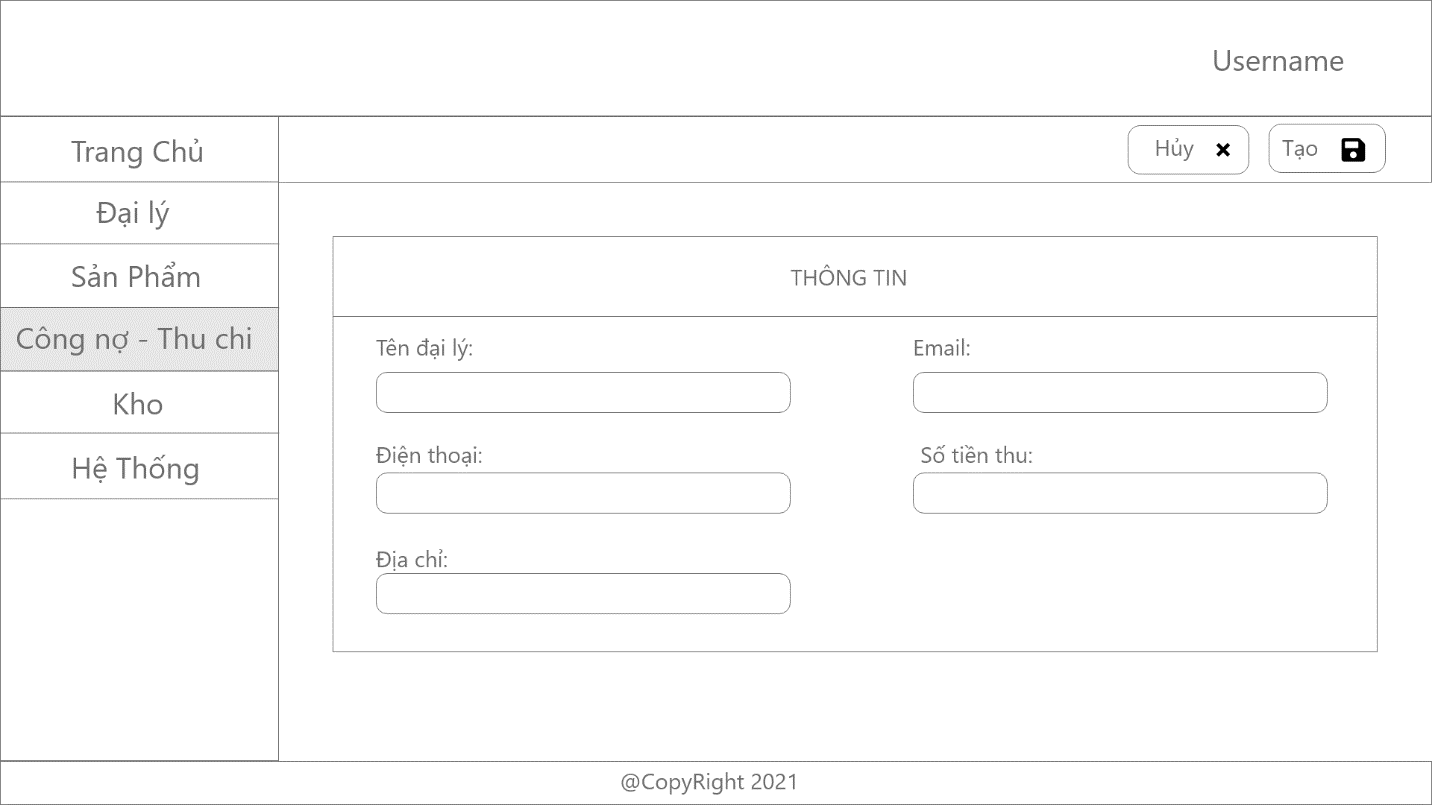 Username
Trang Chủ
Đại lý
Sản Phẩm
Công nợ - Thu chi
Kho
Hệ Thống
Hủy
Tạo
THÔNG TIN
Tên đại lý:
Email:
Điện thoại:
Số tiền thu:
Địa chỉ:
@CopyRight 2021